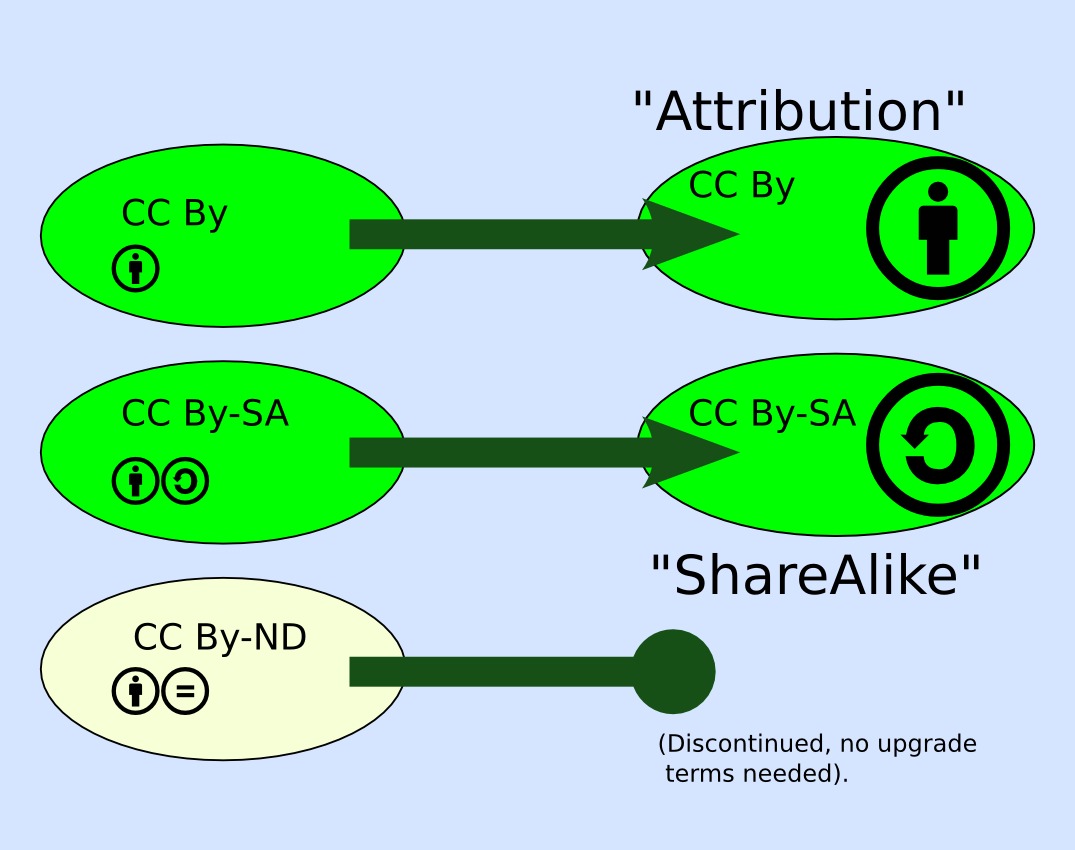 "Attribution"
CC By
CC By
CC By-SA
CC By-SA
"ShareAlike"
CC By-ND
(Discontinued, no upgrade
terms needed).